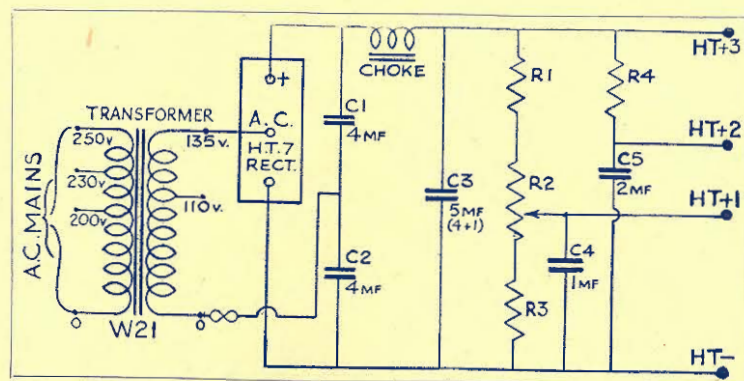 TRANSFORMER
A.C. MAINS
250V
230V
200V
O
W21
135V.
110V.
O
+
A.C.
H.T.7
RECT.
-
C1
4MF
C2
4MF
CHOKE
C3
5MF
(4+1)
R1
R2
R3
R4
C5
2MF
C4
1MF
HT+3
HT+2
HT+1
HT-